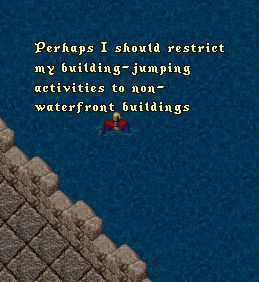 Perhaps I should restrict
my building-jumping
activities to non-
waterfront buildings